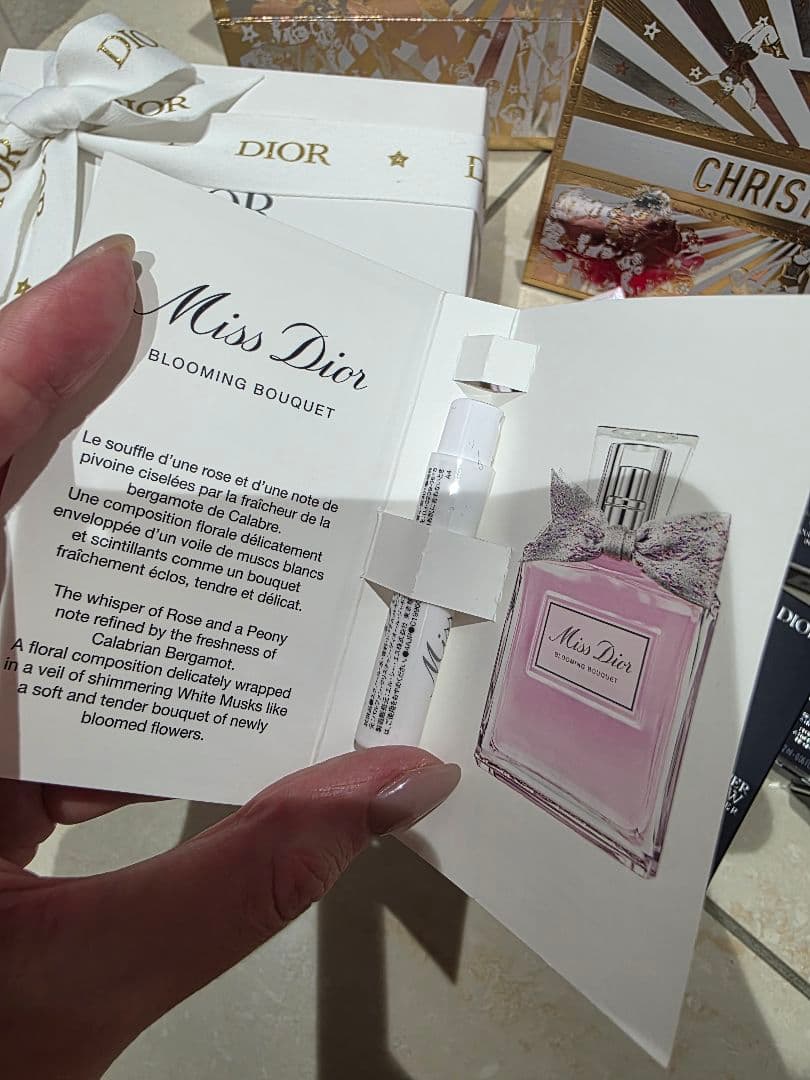 DIOR
DIOR
DIOR
CHRIS
Miss Dior
BLOOMING BOUQUET
Le souffle d'une rose et d'une note de
pivoine ciselées par la fraîcheur de la
bergamote de Calabre.
Une composition florale délicatement
enveloppée d'un voile de muscs blancs
et scintillants comme un bouquet
fraîchement éclos, tendre et délicat.
The whisper of Rose and a Peony
note refined by the freshness of
Calabrian Bergamot.
A floral composition delicately wrapped
in a veil of shimmering White Musks like
a soft and tender bouquet of newly
bloomed flowers.
Miss Dior
BLOOMING BOUQUET